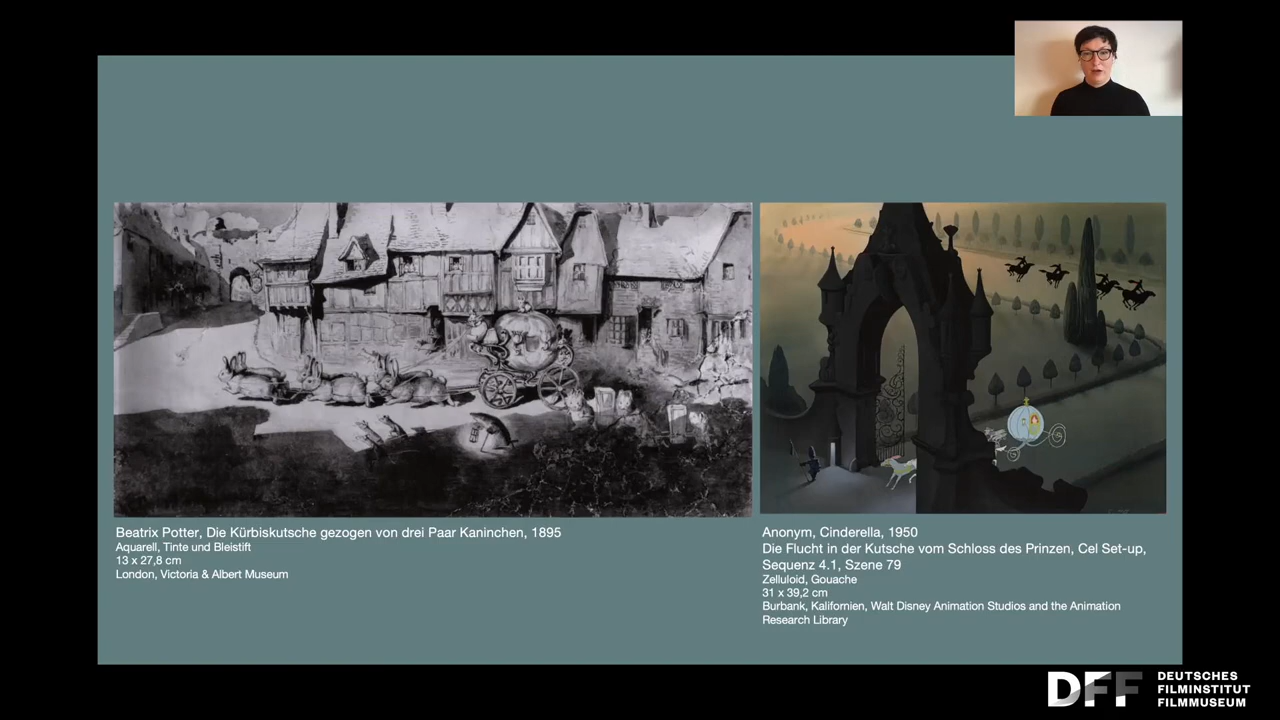 Beatrix Potter, Die Kürbiskutsche gezogen von drei Paar Kaninchen, 1895
Aquarell, Tinte und Bleistift
13 x 27,8 cm
London, Victoria & Albert Museum
Anonym, Cinderella, 1950
Die Flucht in der Kutsche vom Schloss des Prinzen, Cel Set-up,
Sequenz 4.1, Szene 79
Zelluloid, Gouache
31 x 39,2 cm
Burbank, Kalifornien, Walt Disney Animation Studios and the Animation
Research Library
DFF
DEUTSCHES
FILMINSTITUT
FILMMUSEUM